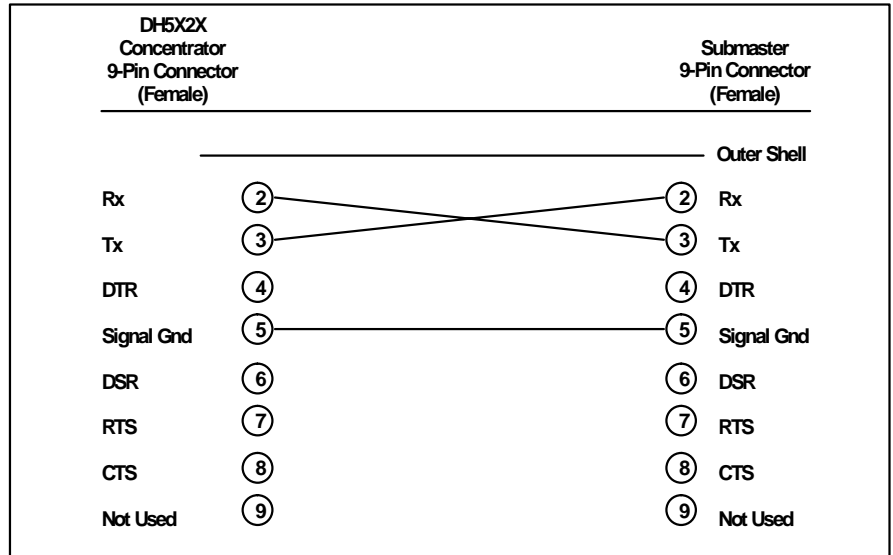 DH5X2X
Concentrator
9-Pin Connector
(Female)
Submaster
9-Pin Connector
(Female)
Outer Shell
Rx 2 2 Rx
Tx 3 3 Tx
DTR 4 4 DTR
Signal Gnd 5 5 Signal Gnd
DSR 6 6 DSR
RTS 7 7 RTS
CTS 8 8 CTS
Not Used 9 9 Not Used